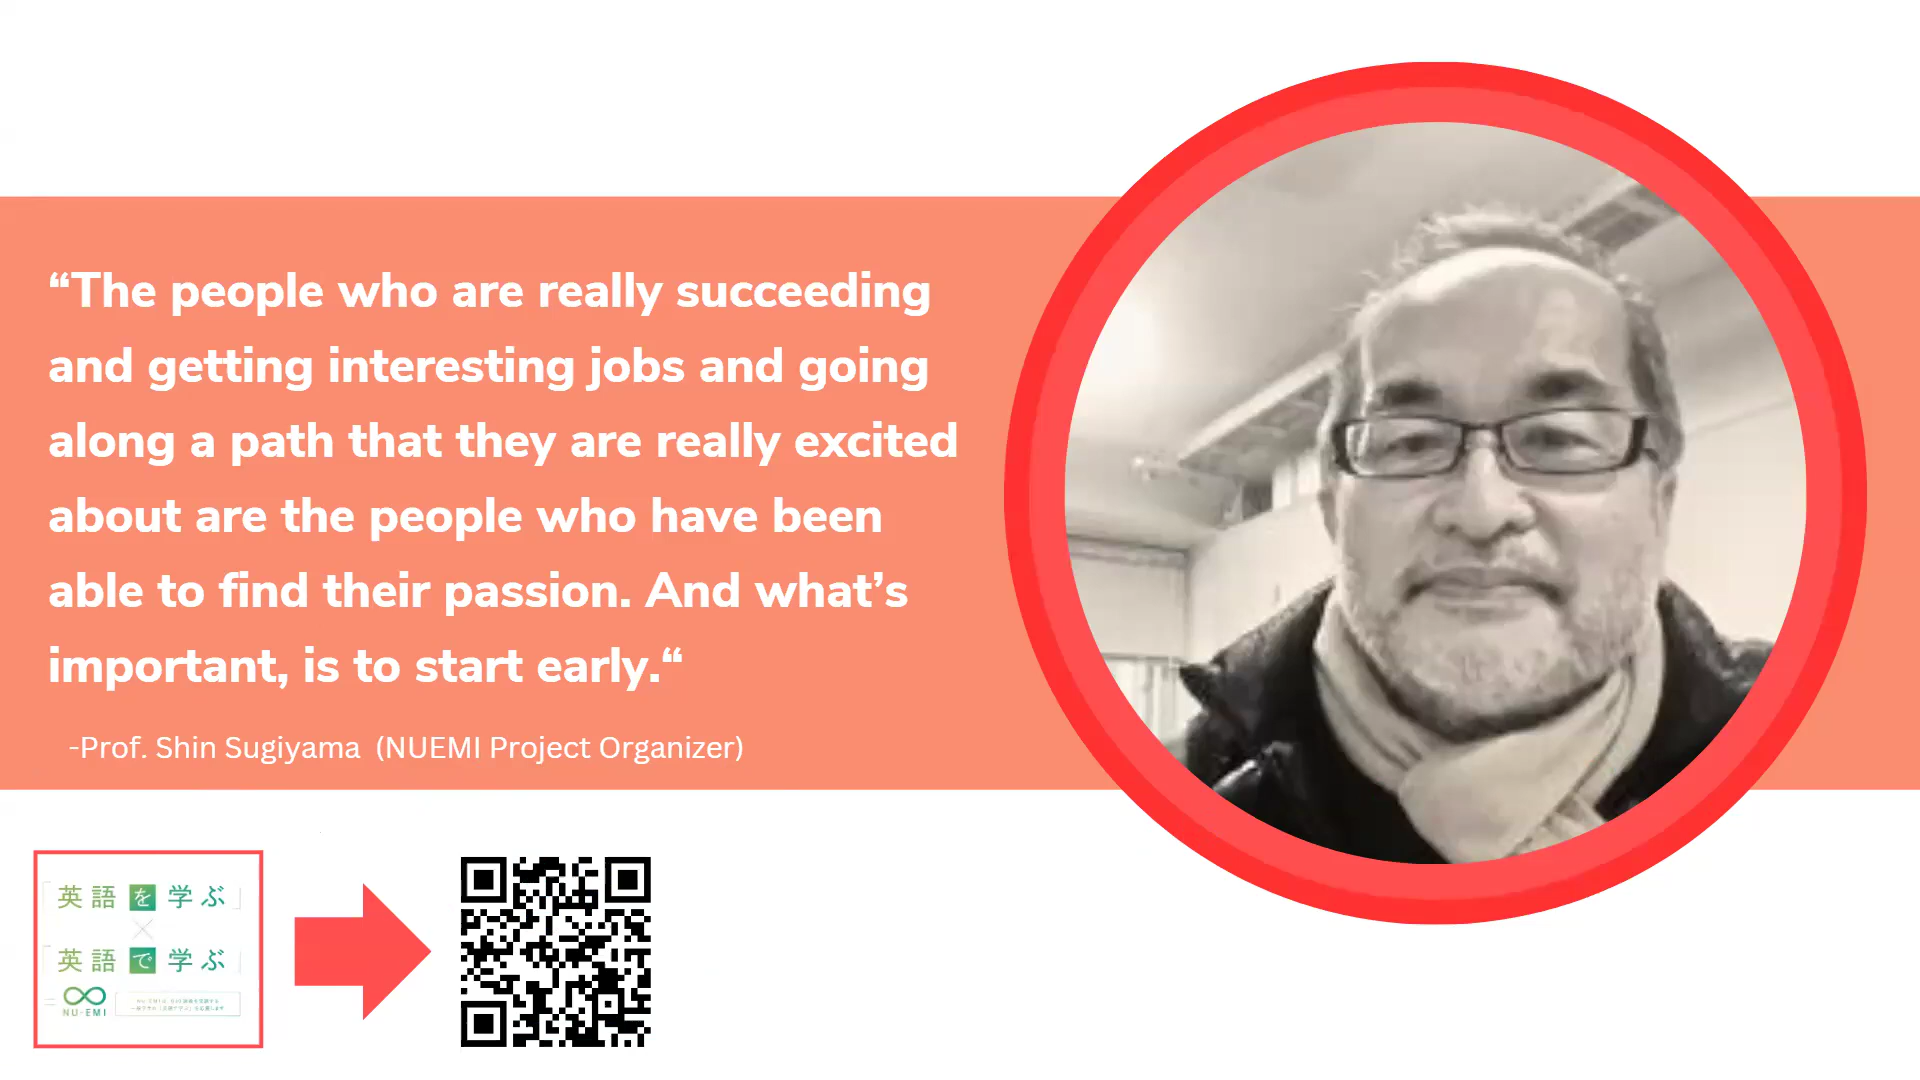 “The people who are really succeeding
and getting interesting jobs and going
along a path that they are really excited
about are the people who have been
able to find their passion. And what’s
important, is to start early.“
-Prof. Shin Sugiyama (NUEMI Project Organizer)
「英語を学ぶ」
×
「英語で学ぶ」
=
NU-EMI